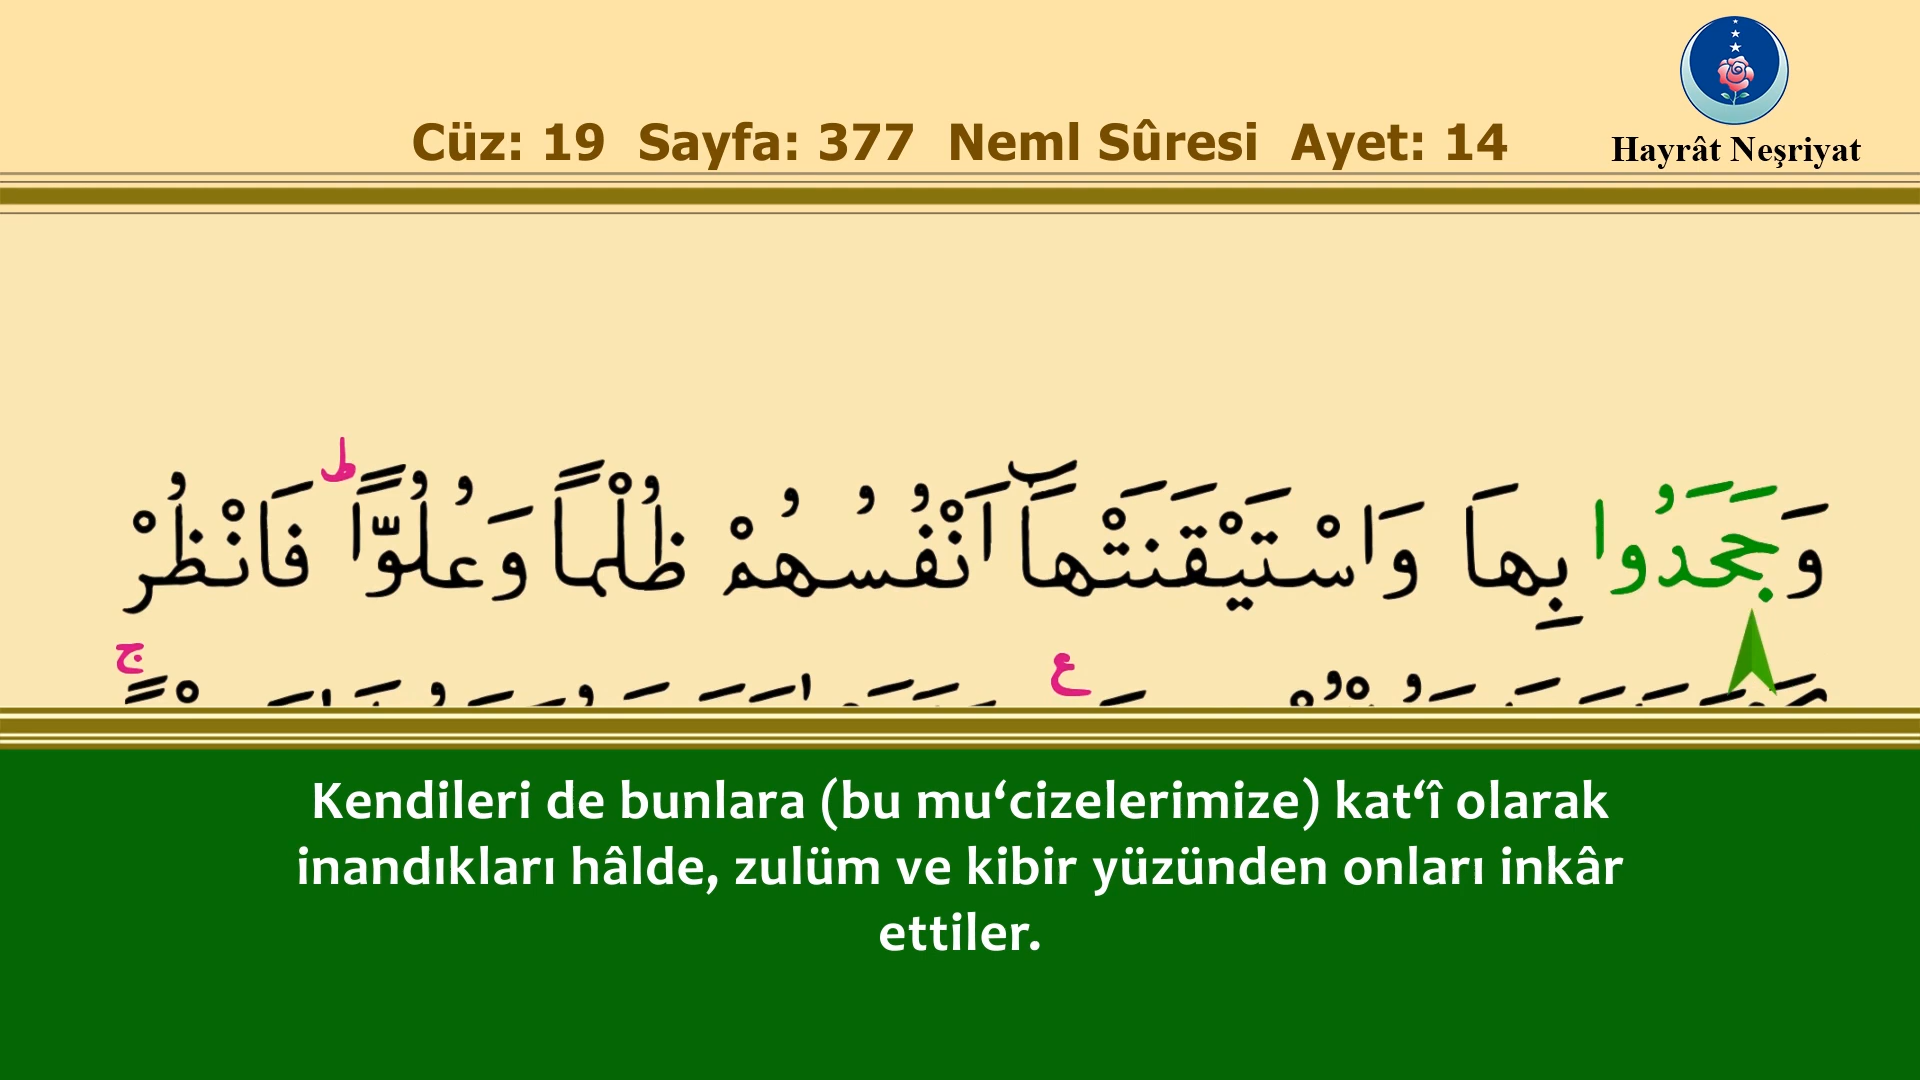 Cüz: 19 Sayfa: 377 Neml Sûresi Ayet: 14
Hayrât Neşriyat
ط
وَجَحَدُوا بِهَا وَاسْتَيْقَنَتْهَٓا اَنْفُسُهُمْ ظُلْماً وَعُلُوًّا فَانْظُرْ
ع ج
Kendileri de bunlara (bu mu‘cizelerimize) kat‘î olarak
inandıkları hâlde, zulüm ve kibir yüzünden onları inkâr
ettiler.